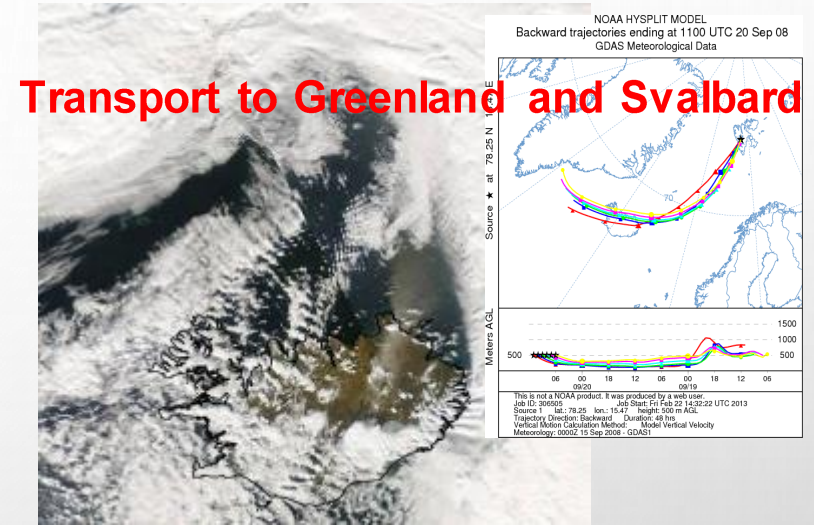 NOAA HYSPLIT MODEL
Backward trajectories ending at 1100 UTC 20 Sep 08
GDAS Meteorological Data
Transport to Greenland and Svalbard
Source ★ at 78.25 N
70
Meters AGL
1500
1000
500
500
06 00 18 12 06 00 18 12 06
09/20 09/19
This is not a NOAA product. It was produced by a web user.
Job ID: 306505 Job Start: Fri Feb 22 14:32:22 UTC 2013
Source 1 lat.: 78.25 lon.: 15.47 height: 500 m AGL
Trajectory Direction: Backward Duration: 48 hrs
Vertical Motion Calculation Method: Model Vertical Velocity
Meteorology: 0000Z 15 Sep 2008 - GDAS1